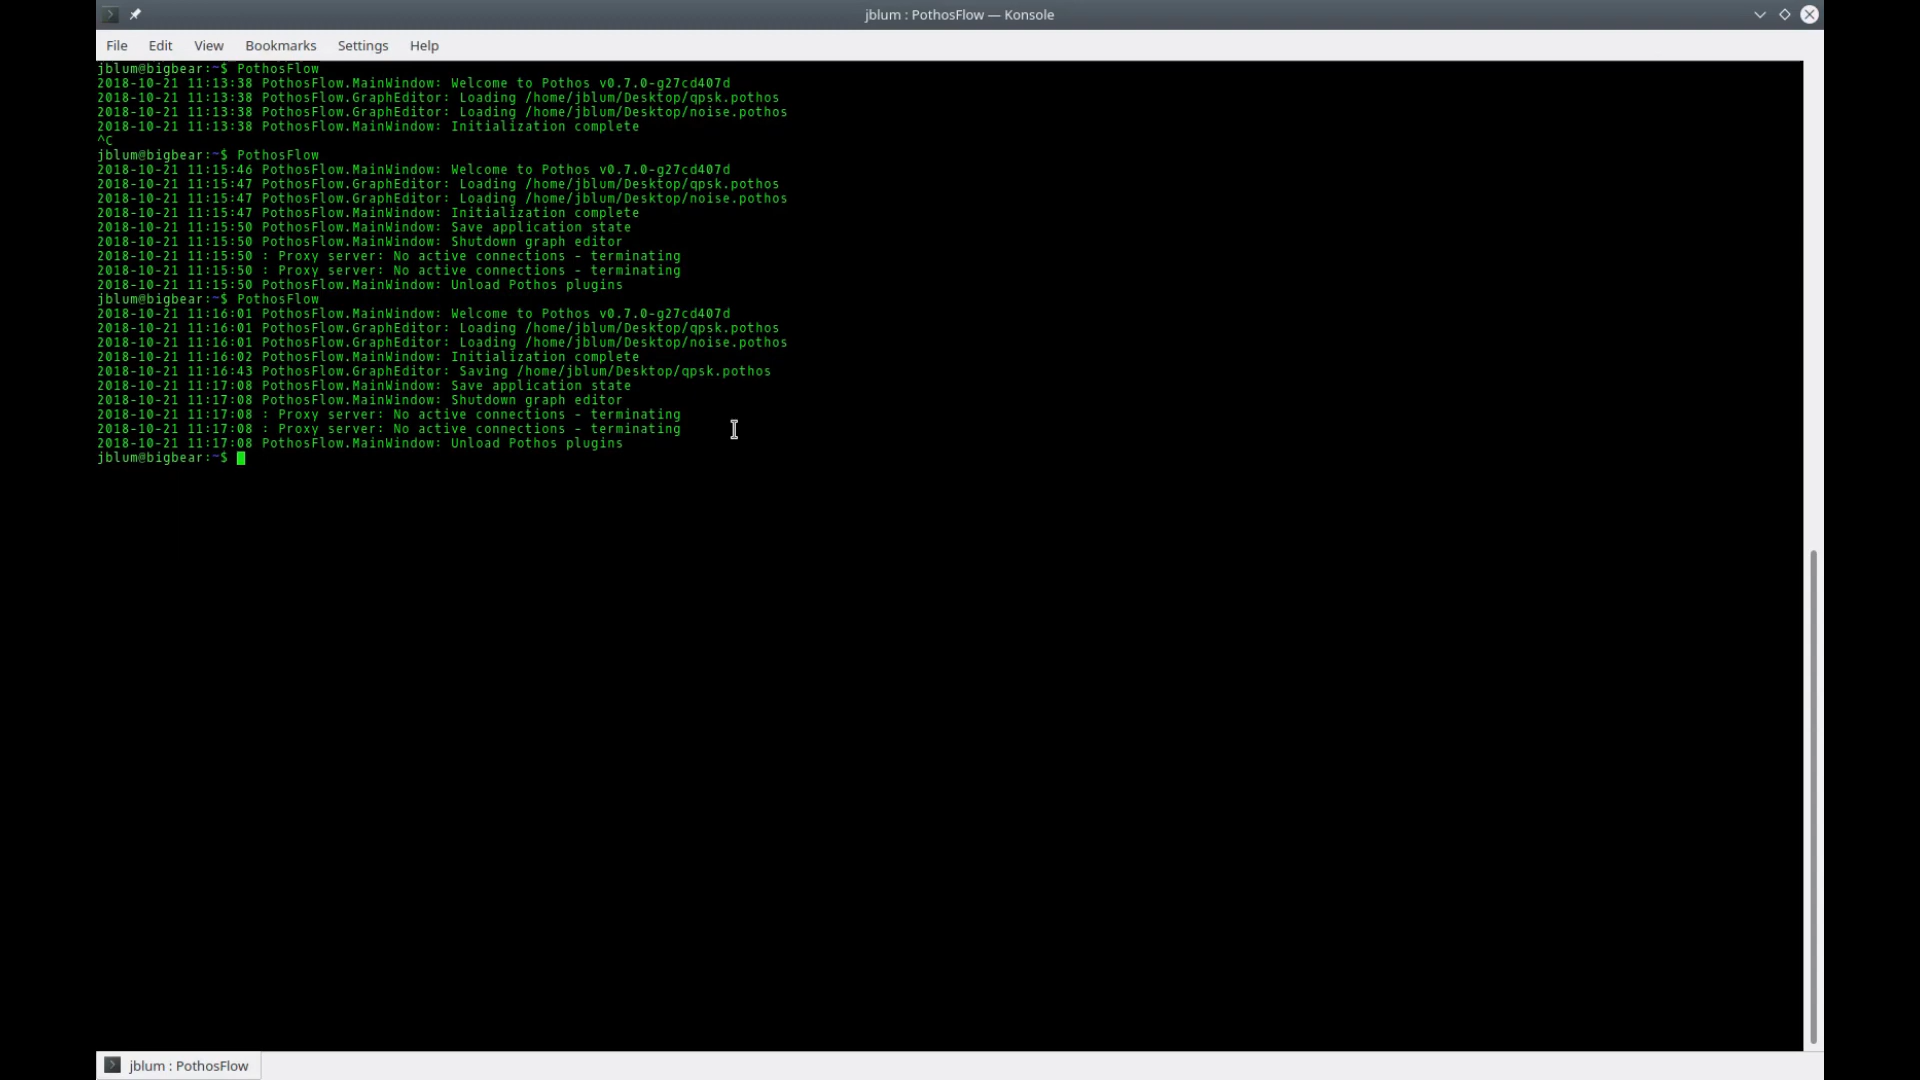 jblum : PothosFlow — Konsole
File Edit View Bookmarks Settings Help
jblum@bigbear:~$ PothosFlow
2018-10-21 11:13:38 PothosFlow.MainWindow: Welcome to Pothos v0.7.0-g27cd407d
2018-10-21 11:13:38 PothosFlow.GraphEditor: Loading /home/jblum/Desktop/qpsk.pothos
2018-10-21 11:13:38 PothosFlow.GraphEditor: Loading /home/jblum/Desktop/noise.pothos
2018-10-21 11:13:38 PothosFlow.MainWindow: Initialization complete
^C
jblum@bigbear:~$ PothosFlow
2018-10-21 11:15:46 PothosFlow.MainWindow: Welcome to Pothos v0.7.0-g27cd407d
2018-10-21 11:15:47 PothosFlow.GraphEditor: Loading /home/jblum/Desktop/qpsk.pothos
2018-10-21 11:15:47 PothosFlow.GraphEditor: Loading /home/jblum/Desktop/noise.pothos
2018-10-21 11:15:47 PothosFlow.MainWindow: Initialization complete
2018-10-21 11:15:50 PothosFlow.MainWindow: Save application state
2018-10-21 11:15:50 PothosFlow.MainWindow: Shutdown graph editor
2018-10-21 11:15:50 : Proxy server: No active connections - terminating
2018-10-21 11:15:50 : Proxy server: No active connections - terminating
2018-10-21 11:15:50 PothosFlow.MainWindow: Unload Pothos plugins
jblum@bigbear:~$ PothosFlow
2018-10-21 11:16:01 PothosFlow.MainWindow: Welcome to Pothos v0.7.0-g27cd407d
2018-10-21 11:16:01 PothosFlow.GraphEditor: Loading /home/jblum/Desktop/qpsk.pothos
2018-10-21 11:16:01 PothosFlow.GraphEditor: Loading /home/jblum/Desktop/noise.pothos
2018-10-21 11:16:02 PothosFlow.MainWindow: Initialization complete
2018-10-21 11:16:43 PothosFlow.GraphEditor: Saving /home/jblum/Desktop/qpsk.pothos
2018-10-21 11:17:08 PothosFlow.MainWindow: Save application state
2018-10-21 11:17:08 PothosFlow.MainWindow: Shutdown graph editor
2018-10-21 11:17:08 : Proxy server: No active connections - terminating
2018-10-21 11:17:08 : Proxy server: No active connections - terminating
2018-10-21 11:17:08 PothosFlow.MainWindow: Unload Pothos plugins
jblum@bigbear:~$
jblum : PothosFlow